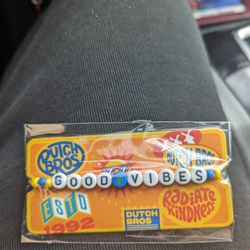 DUTCH
BROS
GOOD VIBES
ESTD
1992
DUTCH
BROS
RADIATE
KINDNESS